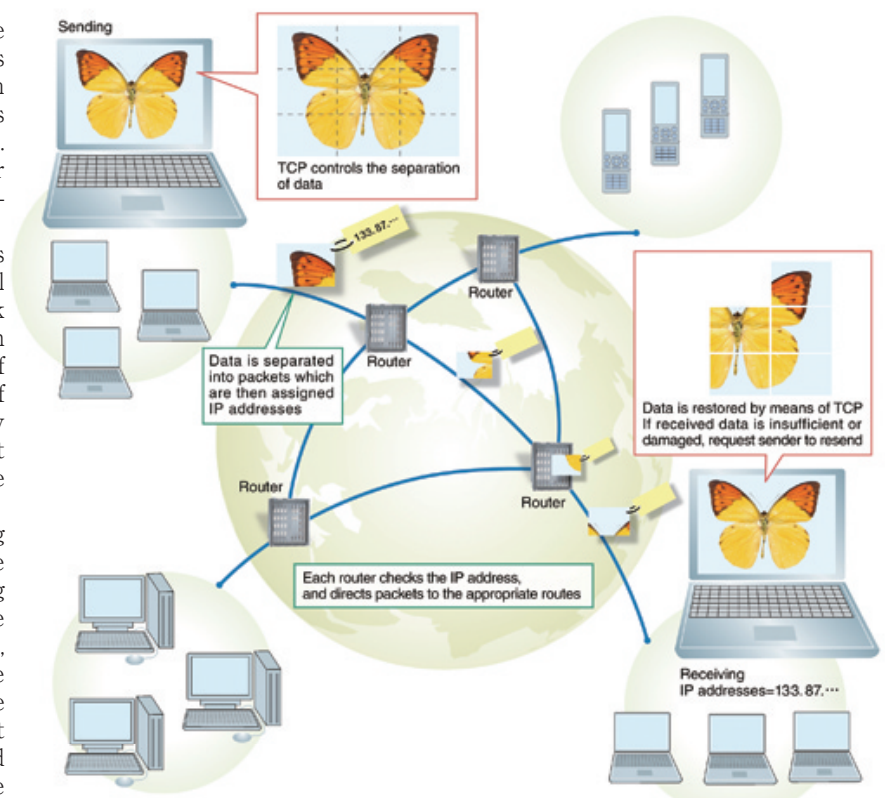 Sending
TCP controls the separation
of data
133.87.…
Router
Router
Data is separated
into packets which
are then assigned
IP addresses
Data is restored by means of TCP
If received data is insufficient or
damaged, request sender to resend
Router
Router
Each router checks the IP address,
and directs packets to the appropriate routes
Receiving
IP addresses=133.87.…